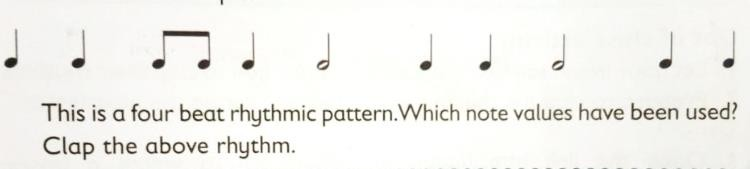 This is a four beat rhythmic pattern.Which note values have been used?
Clap the above rhythm.